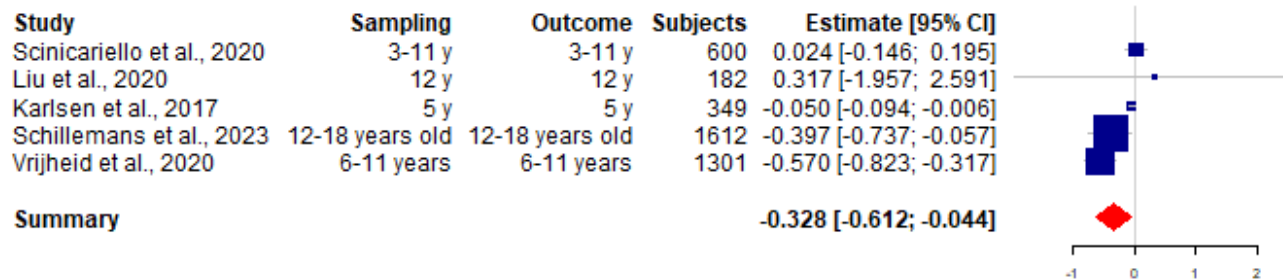 Study Sampling Outcome Subjects Estimate [95% CI]
Scinicariello et al., 2020 3-11 y 3-11 y 600 0.024 [-0.146; 0.195]
Liu et al., 2020 12 y 12 y 182 0.317 [-1.957; 2.591]
Karlsen et al., 2017 5 y 5 y 349 -0.050 [-0.094; -0.006]
Schillemans et al., 2023 12-18 years old 12-18 years old 1612 -0.397 [-0.737; -0.057]
Vrijheid et al., 2020 6-11 years 6-11 years 1301 -0.570 [-0.823; -0.317]
Summary -0.328 [-0.612; -0.044]
-1 0 1 2